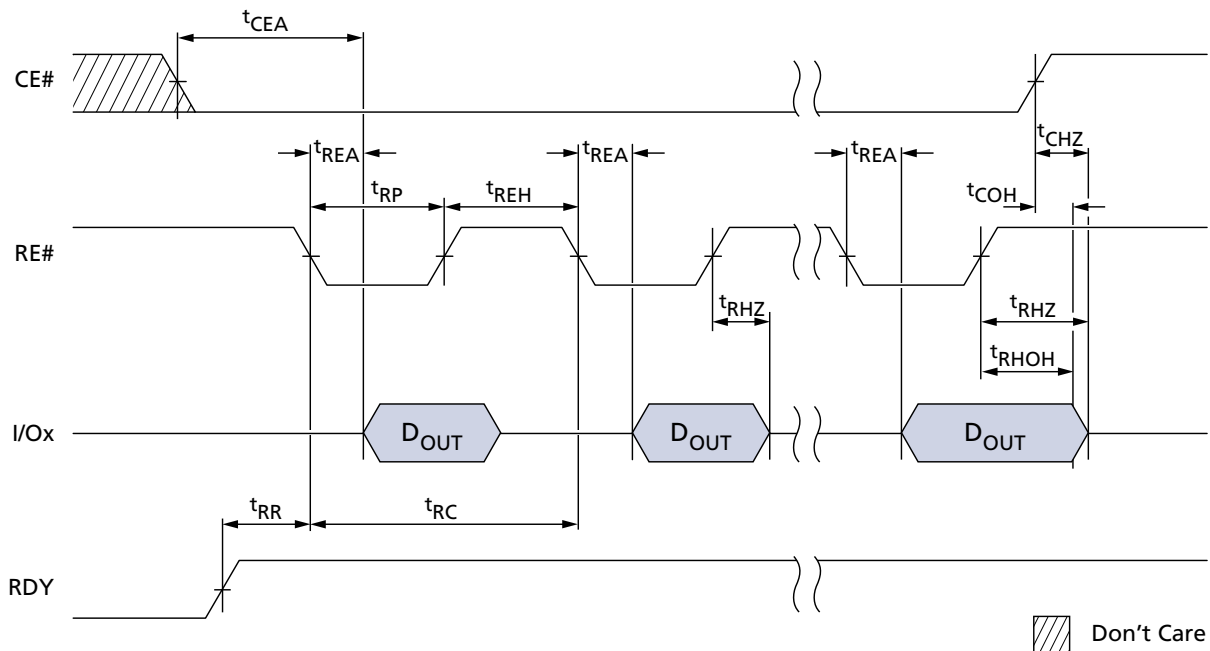 tCEA
CE#
tCHZ
tREA
tREA
tREA
tRP
tREH
tCOH
RE#
tRHZ
tRHZ
tRHOH
I/Ox
DOUT
DOUT
DOUT
tRR
tRC
RDY
Don't Care